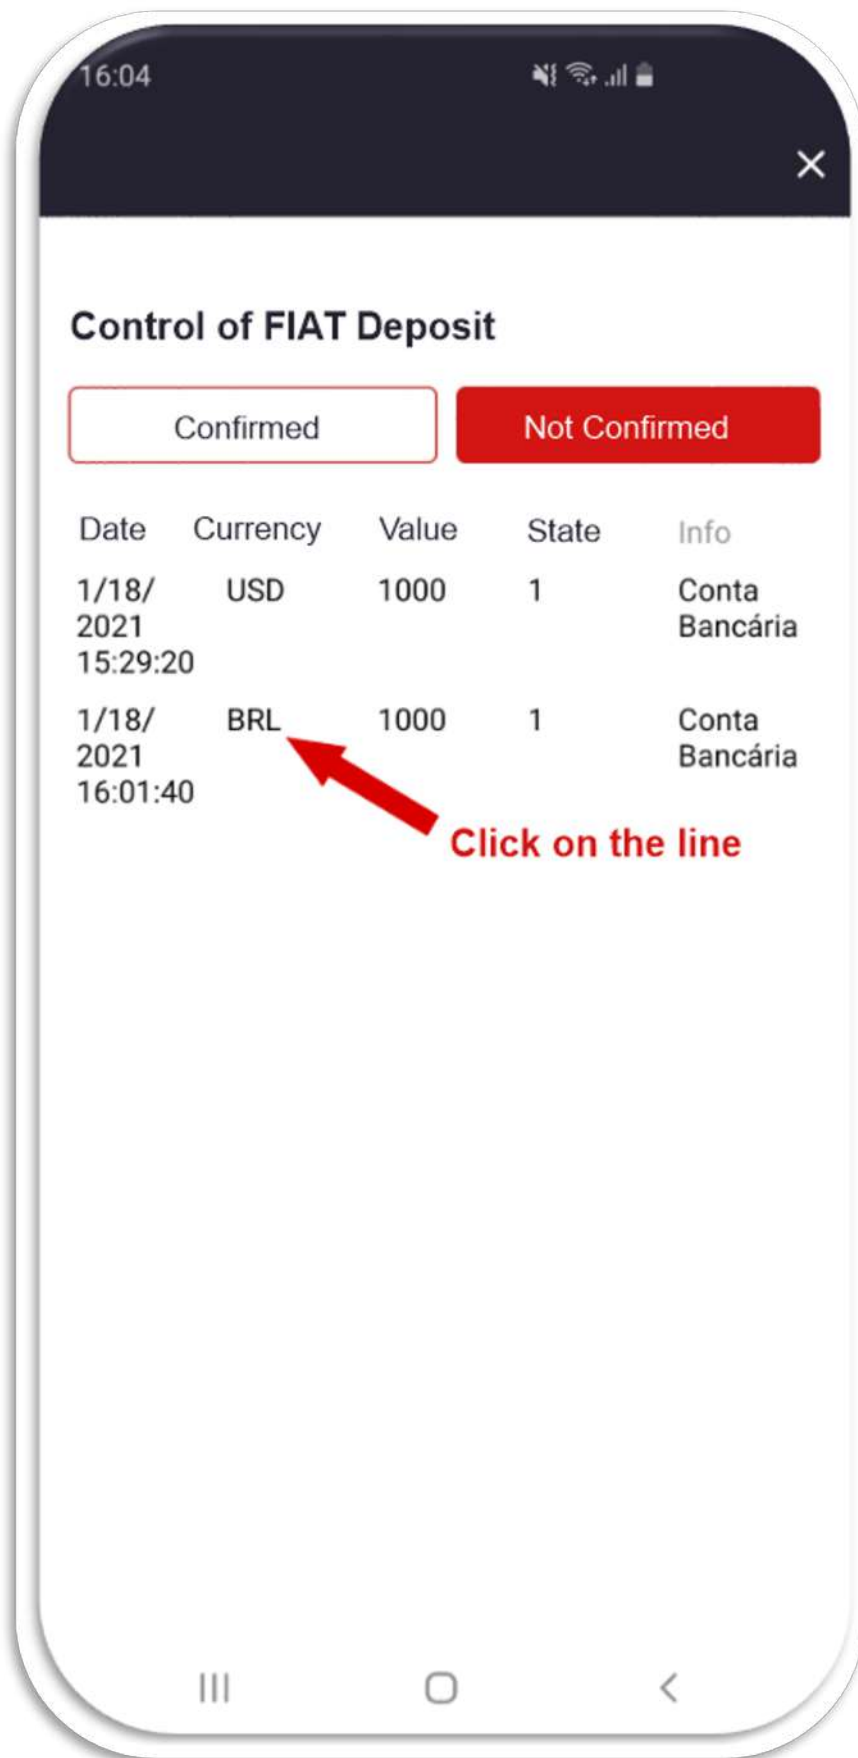 16:04
Control of FIAT Deposit
Confirmed Not Confirmed
Date Currency Value State Info
1/18/ USD 1000 1 Conta
2021 Bancária
15:29:20
1/18/ BRL 1000 1 Conta
2021 Bancária
16:01:40
Click on the line